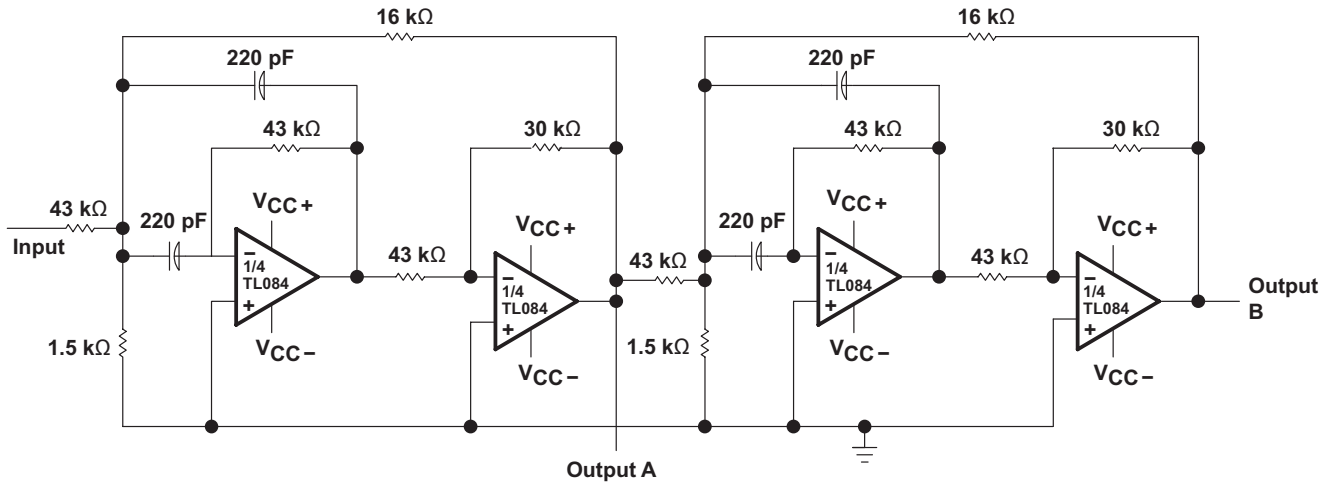 16 kΩ
16 kΩ
220 pF
220 pF
43 kΩ
30 kΩ
43 kΩ
30 kΩ
43 kΩ
Input
220 pF
VCC+
−
1/4
TL084
+
VCC−
1.5 kΩ
43 kΩ
VCC+
−
1/4
TL084
+
VCC−
Output A
43 kΩ
220 pF
VCC+
−
1/4
TL084
+
VCC−
1.5 kΩ
43 kΩ
VCC+
−
1/4
TL084
+
VCC−
Output
B